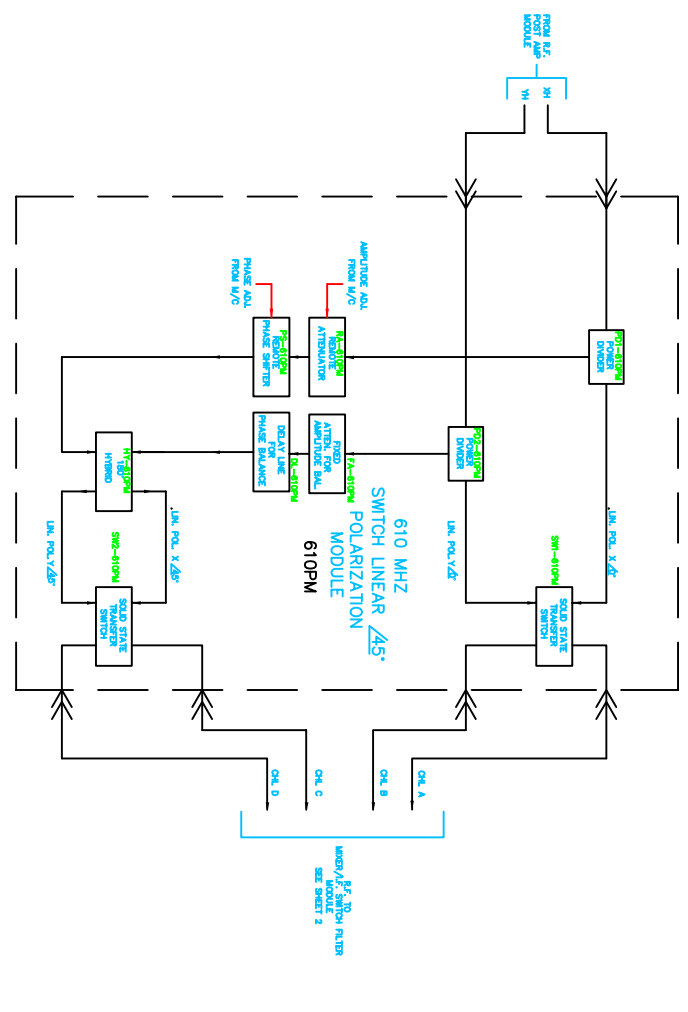 FROM R.F.
POST AMP
MODULE
XH
YH
PD1-610PM
POWER
DIVIDER
PD2-610PM
POWER
DIVIDER
AMPLITUDE ADJ.
FROM M/C
PHASE ADJ.
FROM M/C
RA-610PM
REMOTE
ATTENUATOR
PS-610PM
REMOTE
PHASE SHIFTER
FIXED
ATTEN. FOR
AMPLITUDE BAL.
FA-610PM
DELAY LINE
FOR
PHASE BALANCE
DL-610PM
HY-610PM
180°
HYBRID
610 MHZ
SWITCH LINEAR ∠45°
POLARIZATION
MODULE
610PM
LIN. POL X ∠0°
LIN. POL Y∠0°
LIN. POL X ∠45°
LIN. POL Y∠45°
SW1-610PM
SOLID STATE
TRANSFER
SWITCH
SW2-610PM
SOLID STATE
TRANSFER
SWITCH
CHL A
CHL B
CHL C
CHL D
R.F. TO
MIXER/I.F. SWITCH FILTER
MODULE
SEE SHEET 2